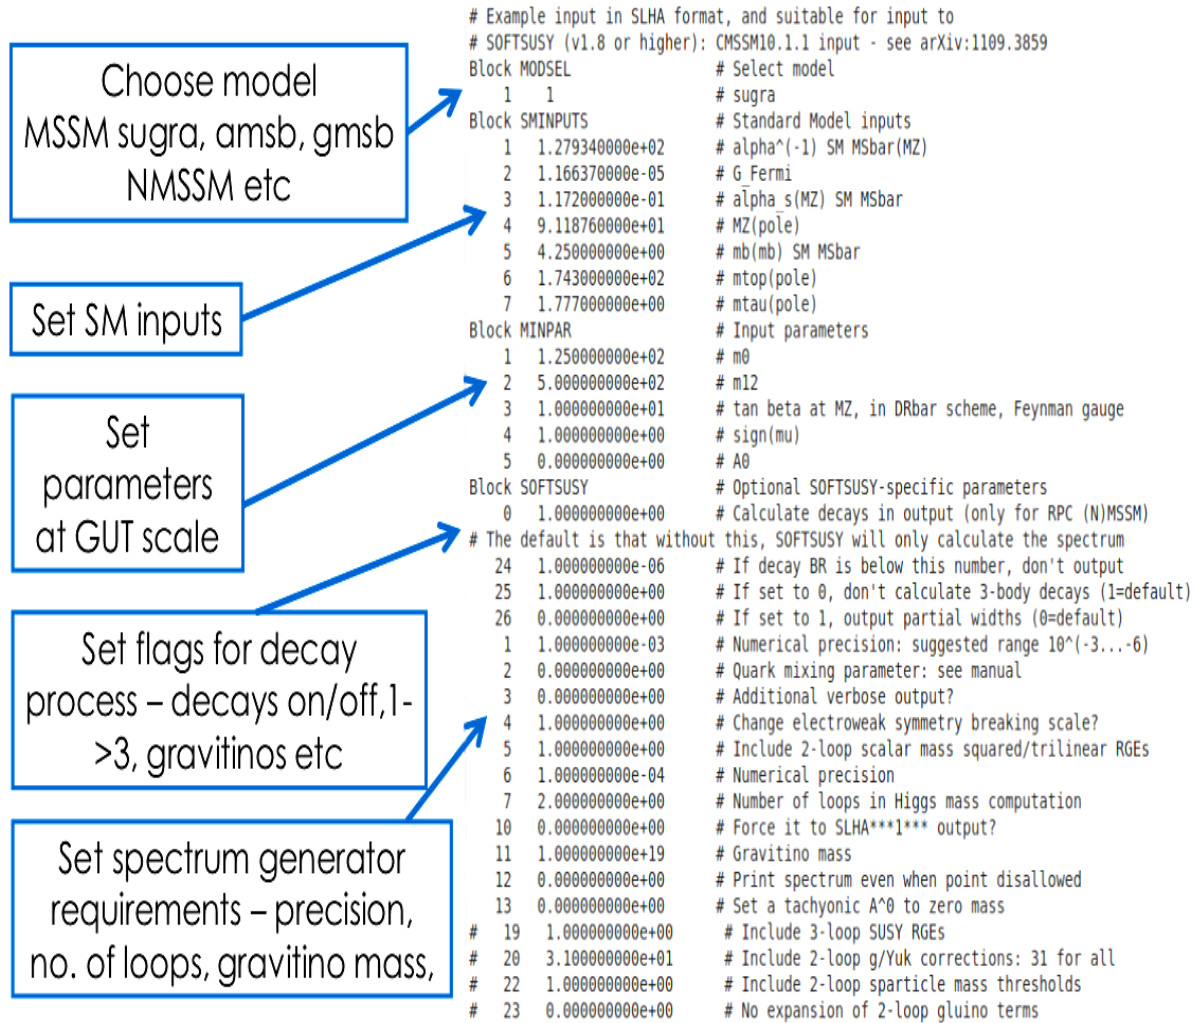 Choose model
MSSM sugra, amsb, gmsb
NMSSM etc
Set SM inputs
Set
parameters
at GUT scale
Set flags for decay
process – decays on/off,1-
>3, gravitinos etc
Set spectrum generator
requirements – precision,
no. of loops, gravitino mass,
# Example input in SLHA format, and suitable for input to
# SOFTSUSY (v1.8 or higher): CMSSM10.1.1 input - see arXiv:1109.3859
Block MODSEL # Select model
1 1 # sugra
Block SMINPUTS # Standard Model inputs
1 1.279340000e+02 # alpha^(-1) SM MSbar(MZ)
2 1.166370000e-05 # G_Fermi
3 1.172000000e-01 # alpha_s(MZ) SM MSbar
4 9.118760000e+01 # MZ(pole)
5 4.250000000e+00 # mb(mb) SM MSbar
6 1.743000000e+02 # mtop(pole)
7 1.777000000e+00 # mtau(pole)
Block MINPAR # Input parameters
1 1.250000000e+02 # m0
2 5.000000000e+02 # m12
3 1.000000000e+01 # tan beta at MZ, in DRbar scheme, Feynman gauge
4 1.000000000e+00 # sign(mu)
5 0.000000000e+00 # A0
Block SOFTSUSY # Optional SOFTSUSY-specific parameters
0 1.000000000e+00 # Calculate decays in output (only for RPC (N)MSSM)
# The default is that without this, SOFTSUSY will only calculate the spectrum
24 1.000000000e-06 # If decay BR is below this number, don't output
25 1.000000000e+00 # If set to 0, don't calculate 3-body decays (1=default)
26 0.000000000e+00 # If set to 1, output partial widths (0=default)
1 1.000000000e-03 # Numerical precision: suggested range 10^(-3...-6)
2 0.000000000e+00 # Quark mixing parameter: see manual
3 0.000000000e+00 # Additional verbose output?
4 1.000000000e+00 # Change electroweak symmetry breaking scale?
5 1.000000000e+00 # Include 2-loop scalar mass squared/trilinear RGEs
6 1.000000000e-04 # Numerical precision
7 2.000000000e+00 # Number of loops in Higgs mass computation
10 0.000000000e+00 # Force it to SLHA***1*** output?
11 1.000000000e+19 # Gravitino mass
12 0.000000000e+00 # Print spectrum even when point disallowed
13 0.000000000e+00 # Set a tachyonic A^0 to zero mass
# 19 1.000000000e+00 # Include 3-loop SUSY RGEs
# 20 3.100000000e+01 # Include 2-loop g/Yuk corrections: 31 for all
# 22 1.000000000e+00 # Include 2-loop sparticle mass thresholds
# 23 0.000000000e+00 # No expansion of 2-loop gluino terms